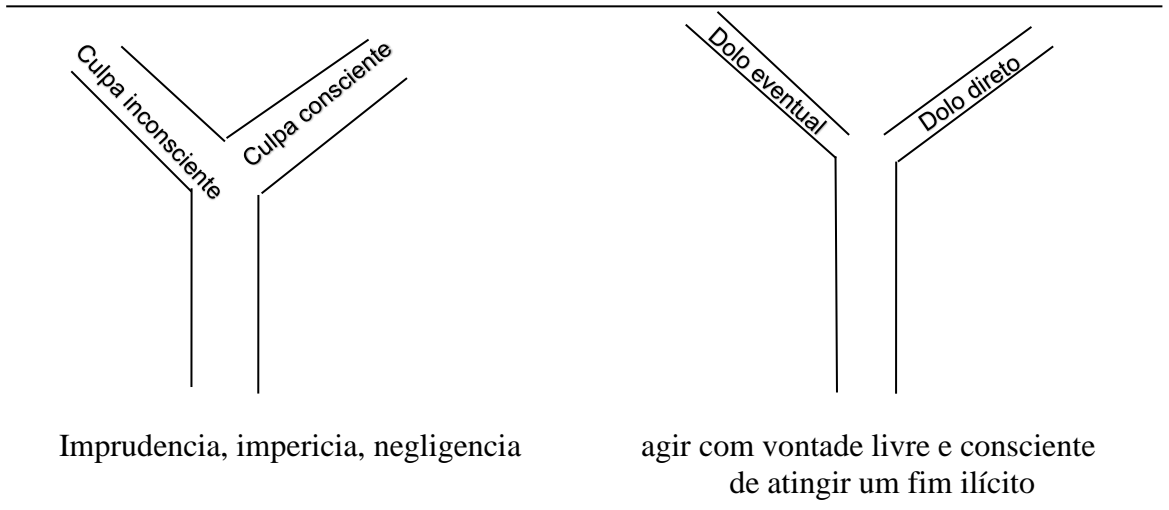 Culpa inconsciente
Culpa consciente
Dolo eventual
Dolo direto
Imprudencia, impericia, negligencia
agir com vontade livre e consciente
de atingir um fim ilícito